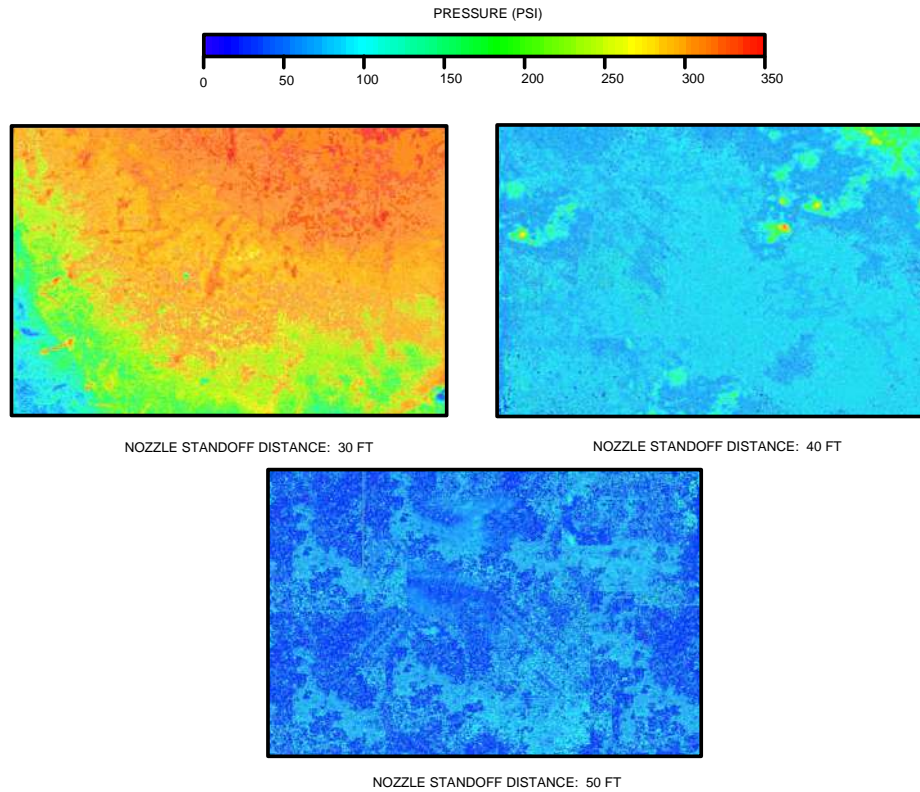 PRESSURE (PSI)
0 50 100 150 200 250 300 350
NOZZLE STANDOFF DISTANCE: 30 FT
NOZZLE STANDOFF DISTANCE: 40 FT
NOZZLE STANDOFF DISTANCE: 50 FT